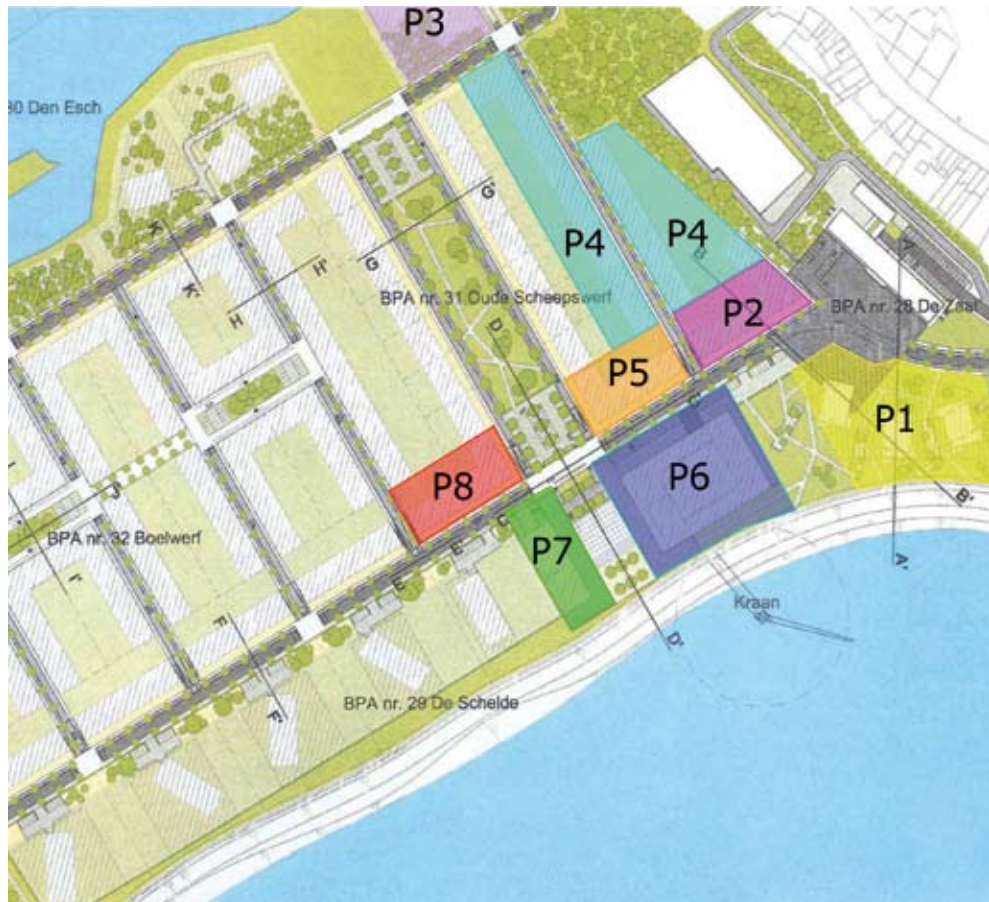 P3
30 Den Esch
K
G'
P4
P4
H'
G
B
K'
H
BPA nr. 31 Oude Scheepswerf
P2
BPA nr. 28 De Zaat
D
P5
P1
P6
P8
J'
B'
BPA nr. 32 Boelwerf
P7
E
A'
I'
Kraan
F
D'
BPA nr. 29 De Schelde
F'